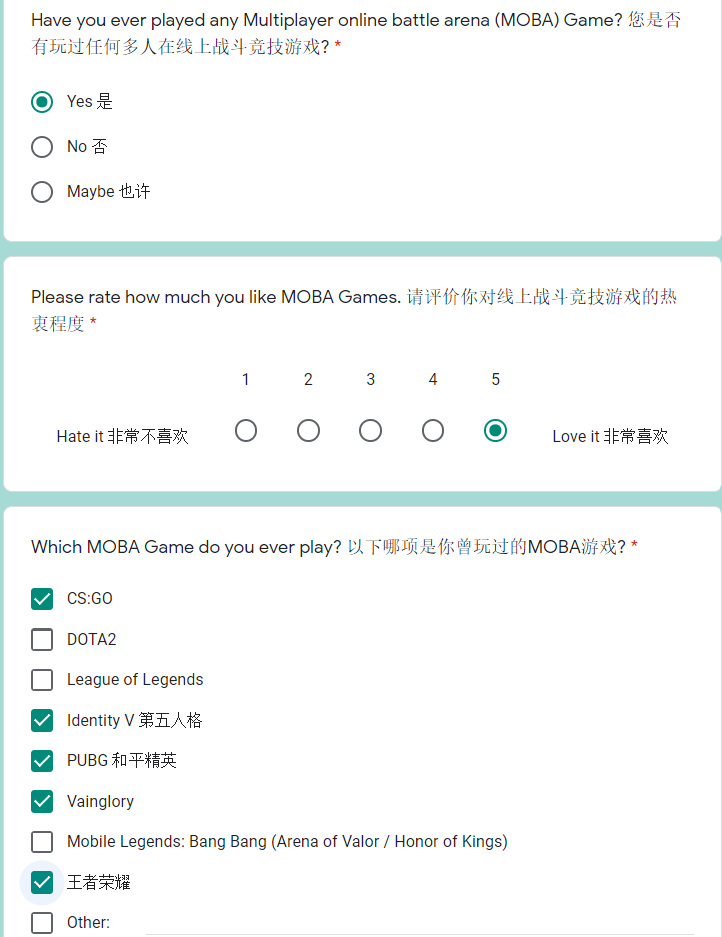 Have you ever played any Multiplayer online battle arena (MOBA) Game? 您是否
有玩过任何多人在线上战斗竞技游戏? *
Yes 是
No 否
Maybe 也许
Please rate how much you like MOBA Games. 请评价你对线上战斗竞技游戏的热
衷程度 *
1 2 3 4 5
Hate it 非常不喜欢 Love it 非常喜欢
Which MOBA Game do you ever play? 以下哪项是你曾玩过的MOBA游戏? *
CS:GO
DOTA2
League of Legends
Identity V 第五人格
PUBG 和平精英
Vainglory
Mobile Legends: Bang Bang (Arena of Valor / Honor of Kings)
王者荣耀
Other: